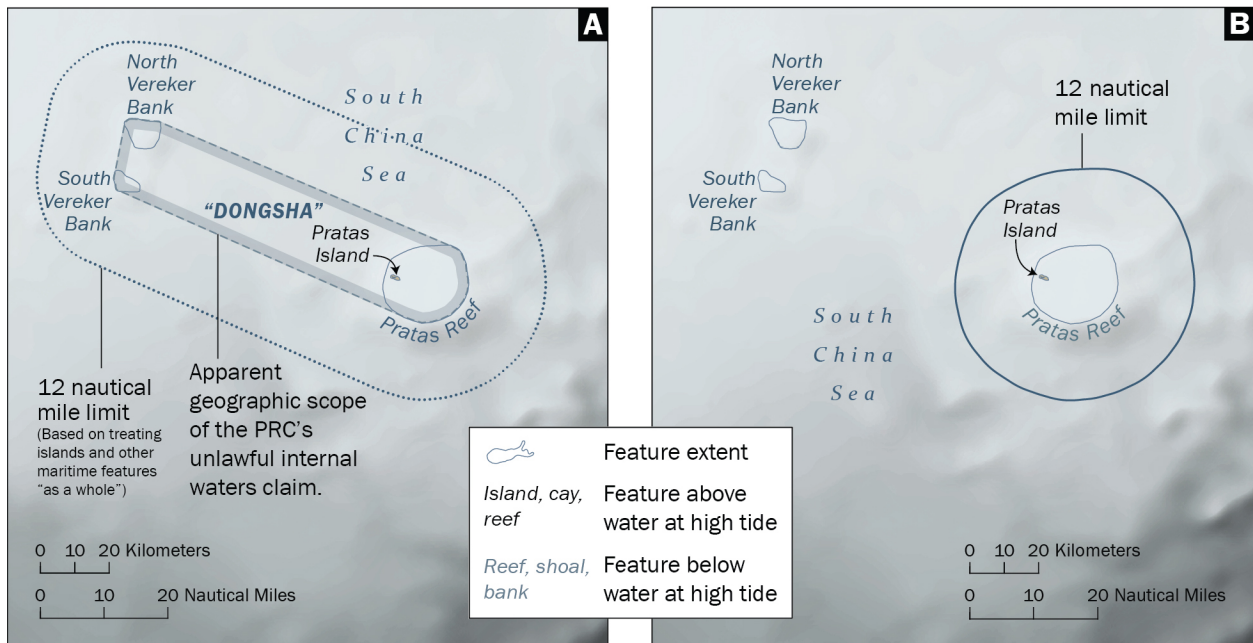 A
North
Vereker
Bank
South
China
Sea
South
Vereker
Bank
“DONGSHA”
Pratas
Island
Pratas Reef
12 nautical
mile limit
(Based on treating
islands and other
maritime features
“as a whole”)
Apparent
geographic scope
of the PRC’s
unlawful internal
waters claim.
0 10 20 Kilometers
0 10 20 Nautical Miles
B
North
Vereker
Bank
12 nautical
mile limit
South
Vereker
Bank
Pratas
Island
Pratas Reef
South
China
Sea
0 10 20 Kilometers
0 10 20 Nautical Miles
Feature extent
Island, cay,
reef
Feature above
water at high tide
Reef, shoal,
bank
Feature below
water at high tide